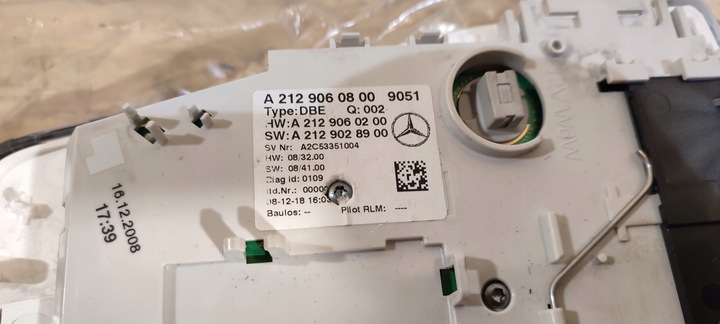 A 212 906 08 00 9051
Type:DBE Q: 002
HW:A 212 906 02 00
SW:A 212 902 89 00
SV Nr: A2C53351004
HW: 08/32.00
SW: 08/41.00
Diag id: 0109
Nr.: 0000
08-12-18 16:03
Baulos: -- Pilot RLM: ----
16.12.2008
17:39